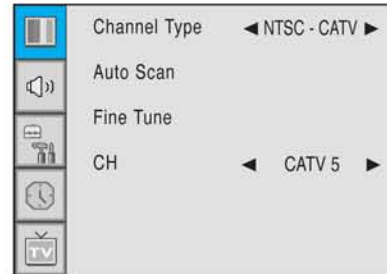 Channel Type ◀ NTSC - CATV ▶
Auto Scan
Fine Tune
CH ◀ CATV 5 ▶
TV